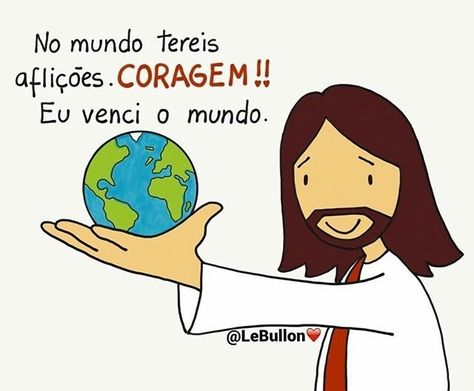 No mundo tereis
aflições. CORAGEM!!
Eu venci o mundo.
@LeBullon❤